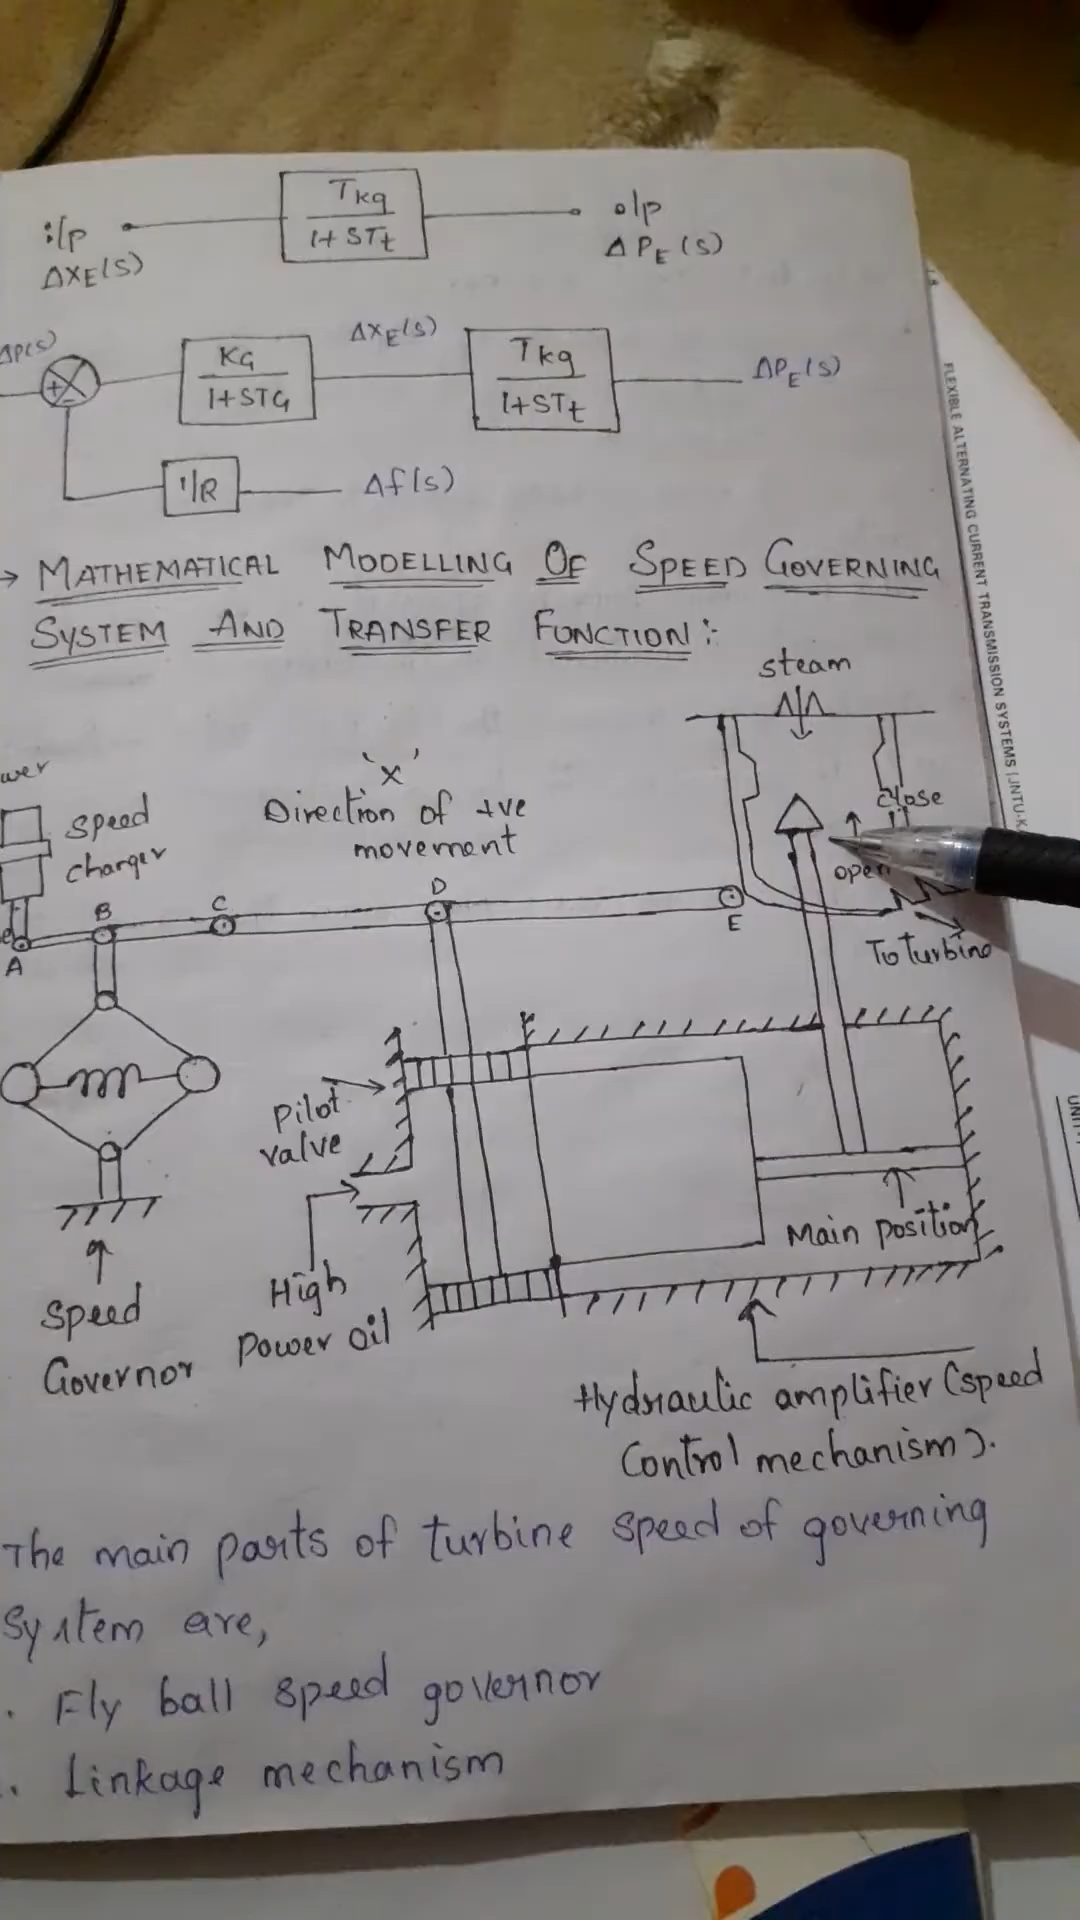 i/p
ΔXE(S)
Tkg
1+STt
o/p
ΔPE(S)
ΔP(S)
+
-
KG
1+STG
ΔXE(S)
Tkg
1+STt
ΔPE(S)
1/R
Δf(S)
→ MATHEMATICAL MODELLING OF SPEED GOVERNING
SYSTEM AND TRANSFER FUNCTION:-
steam
'x'
Direction of +ve
movement
speed
changer
close
open
To turbine
A
B
C
D
E
Pilot
valve
High
Power oil
Main position
Speed
Governor
Hydraulic amplifier (speed
Control mechanism).
The main parts of turbine speed of governing
System are,
. Fly ball speed governor
. Linkage mechanism
FLEXIBLE ALTERNATING CURRENT TRANSMISSION SYSTEMS [JNTU-K